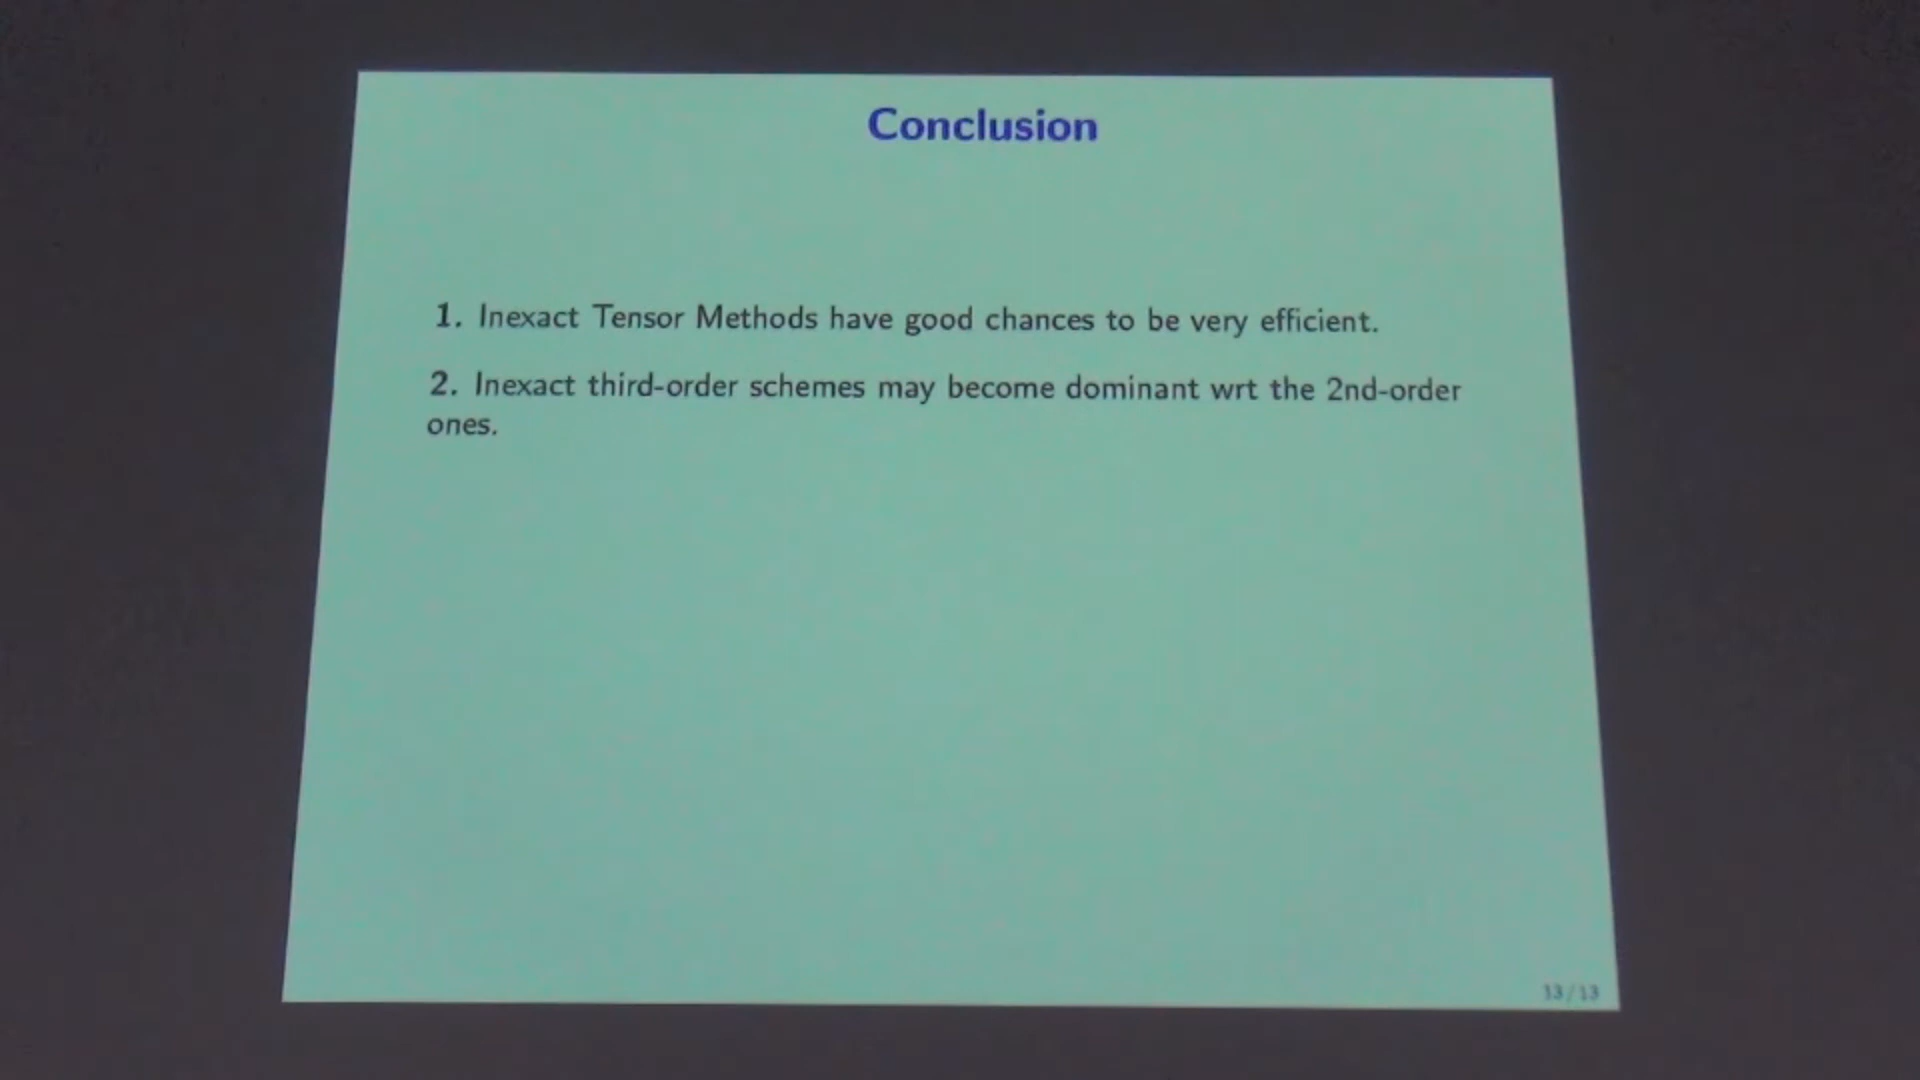 Conclusion
1. Inexact Tensor Methods have good chances to be very efficient.
2. Inexact third-order schemes may become dominant wrt the 2nd-order
ones.
13/13